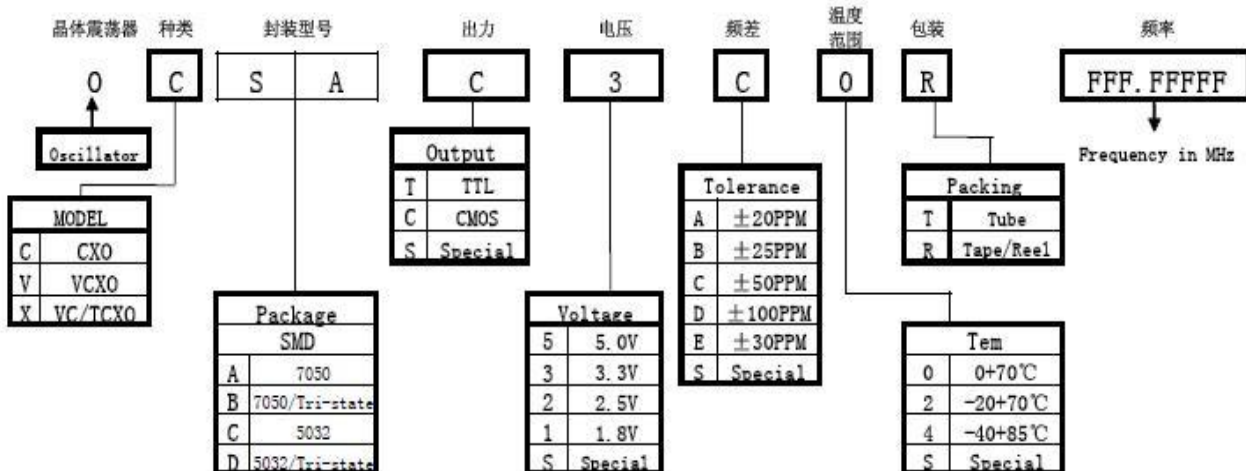 晶体震荡器 种类 封装型号 出力 电压 频差 温度范围 包装 频率
O C S A C 3 C 0 R FFF.FFFFF
Oscillator
Frequency in MHz
MODEL
C CXO
V VCXO
X VC/TCXO
Package
SMD
A 7050
B 7050/Tri-state
C 5032
D 5032/Tri-state
Output
T TTL
C CMOS
S Special
Voltage
5 5.0V
3 3.3V
2 2.5V
1 1.8V
S Special
Tolerance
A ±20PPM
B ±25PPM
C ±50PPM
D ±100PPM
E ±30PPM
S Special
Packing
T Tube
R Tape/Reel
Tem
0 0+70℃
2 -20+70℃
4 -40+85℃
S Special